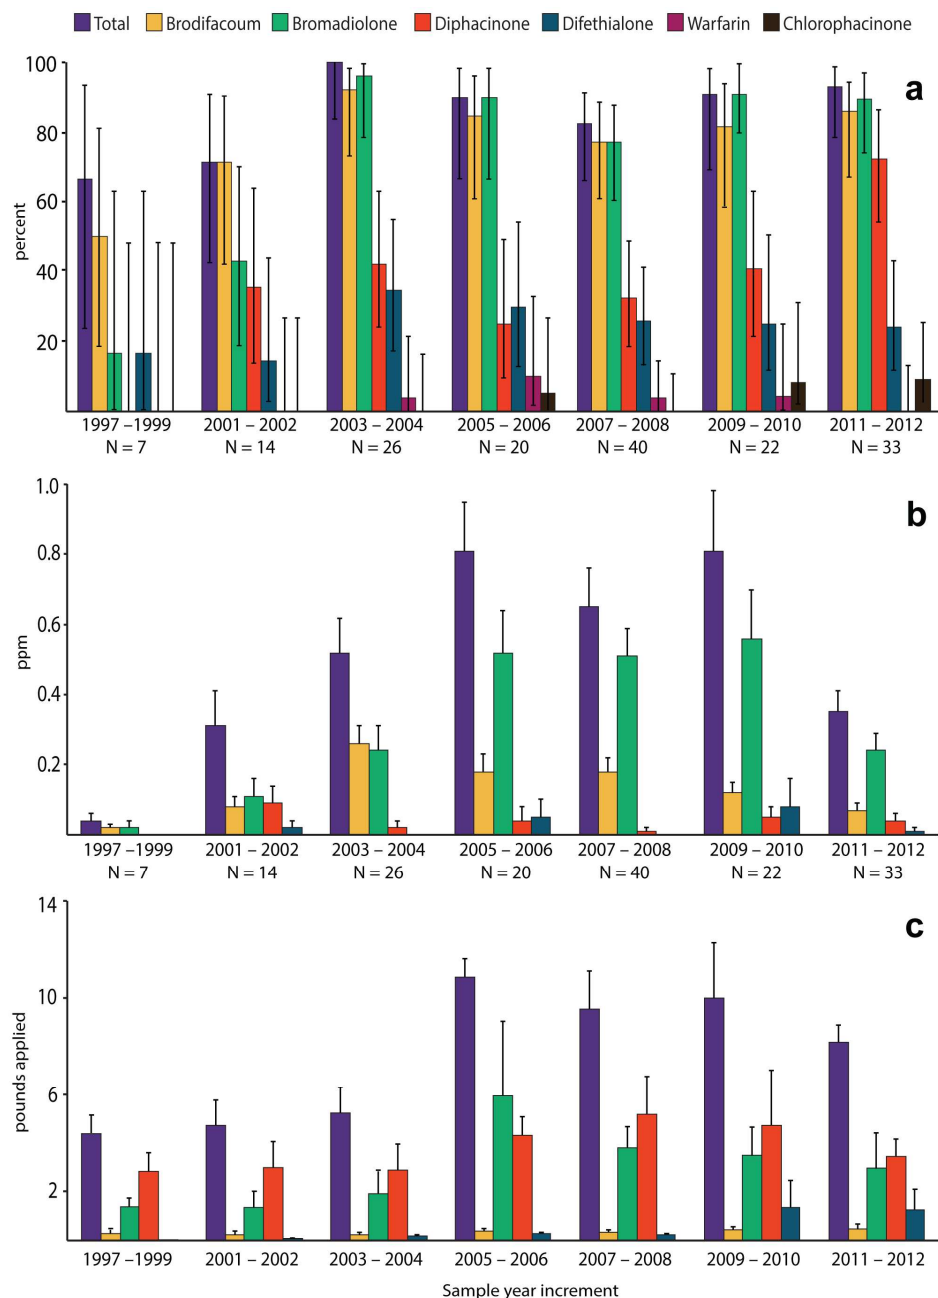 Total Brodifacoum Bromadiolone Diphacinone Difethialone Warfarin Chlorophacinone
a
100
80
60
40
20
percent
1997 – 1999 2001 – 2002 2003 – 2004 2005 – 2006 2007 – 2008 2009 – 2010 2011 – 2012
N = 7 N = 14 N = 26 N = 20 N = 40 N = 22 N = 33
b
1.0
0.8
0.6
0.4
0.2
ppm
1997 – 1999 2001 – 2002 2003 – 2004 2005 – 2006 2007 – 2008 2009 – 2010 2011 – 2012
N = 7 N = 14 N = 26 N = 20 N = 40 N = 22 N = 33
c
14
10
6
2
pounds applied
1997 – 1999 2001 – 2002 2003 – 2004 2005 – 2006 2007 – 2008 2009 – 2010 2011 – 2012
Sample year increment